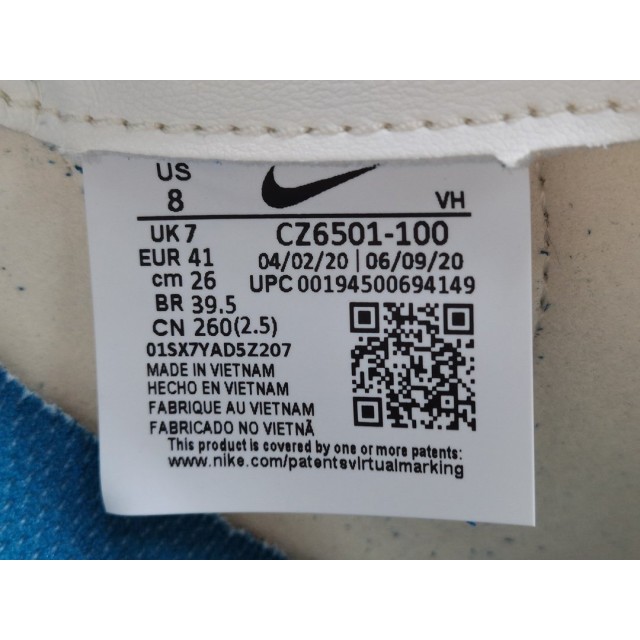 US
8
VH
UK 7
CZ6501-100
EUR 41
04/02/20 | 06/09/20
cm 26
UPC 00194500694149
BR 39.5
CN 260(2.5)
01SX7YAD5Z207
MADE IN VIETNAM
HECHO EN VIETNAM
FABRIQUE AU VIETNAM
FABRICADO NO VIETNÃ
This product is covered by one or more patents:
www.nike.com/patentsvirtualmarking